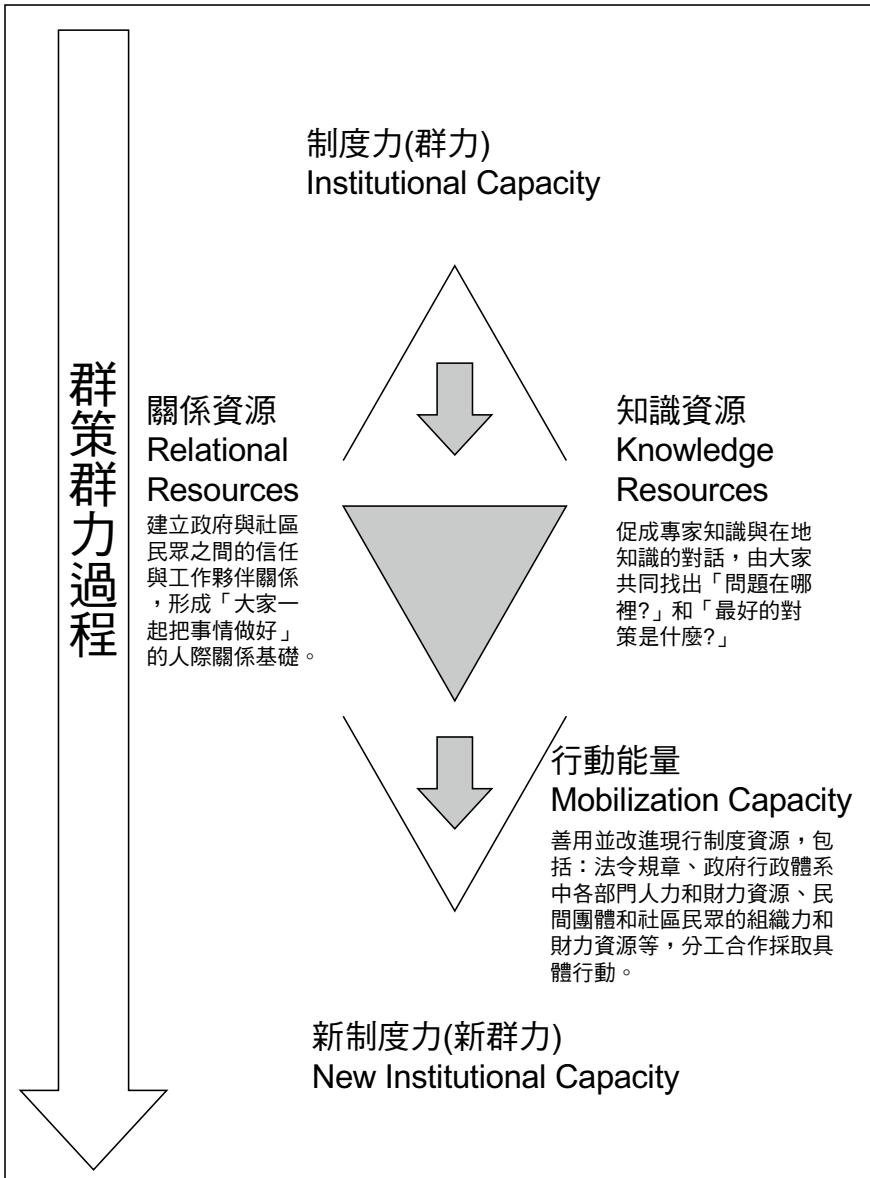 制度力(群力)
Institutional Capacity
群策群力過程
關係資源
Relational
Resources
建立政府與社區
民眾之間的信任
與工作夥伴關係
，形成「大家一
起把事情做好」
的人際關係基礎。
知識資源
Knowledge
Resources
促成專家知識與在地
知識的對話，由大家
共同找出「問題在哪
裡?」和「最好的對
策是什麼?」
行動能量
Mobilization Capacity
善用並改進現行制度資源，包
括：法令規章、政府行政體系
中各部門人力和財力資源、民
間團體和社區民眾的組織力和
財力資源等，分工合作採取具
體行動。
新制度力(新群力)
New Institutional Capacity